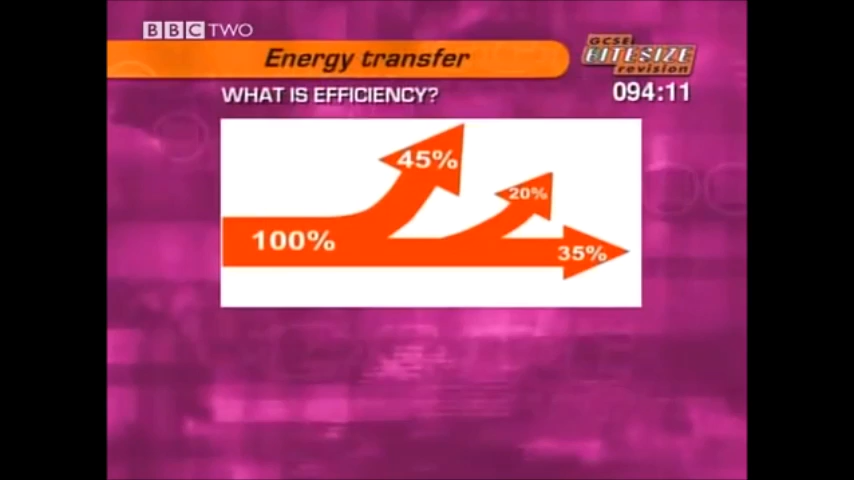 BBC TWO
Energy transfer
GCSE
BITESIZE
revision
WHAT IS EFFICIENCY?
094:11
45%
20%
100%
35%